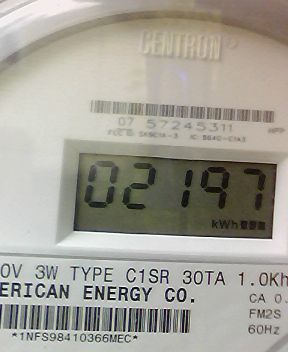 CENTRON®
07 57245311
02197
kWh
0V 3W TYPE C1SR 30TA 1.0Kh
ERICAN ENERGY CO.
CA 0.
FM2S
60Hz
*1NFS98410366MEC*